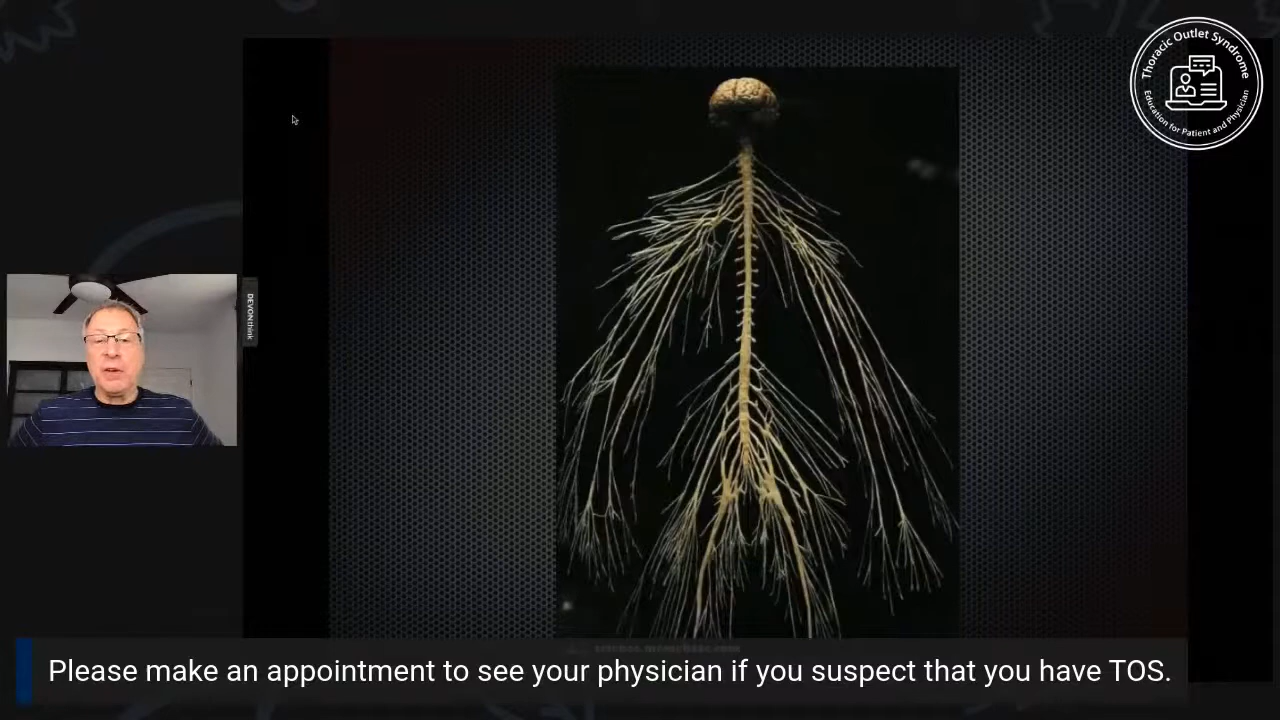 Thoracic Outlet Syndrome
Education for Patient and Physician
DEVONthink
Please make an appointment to see your physician if you suspect that you have TOS.